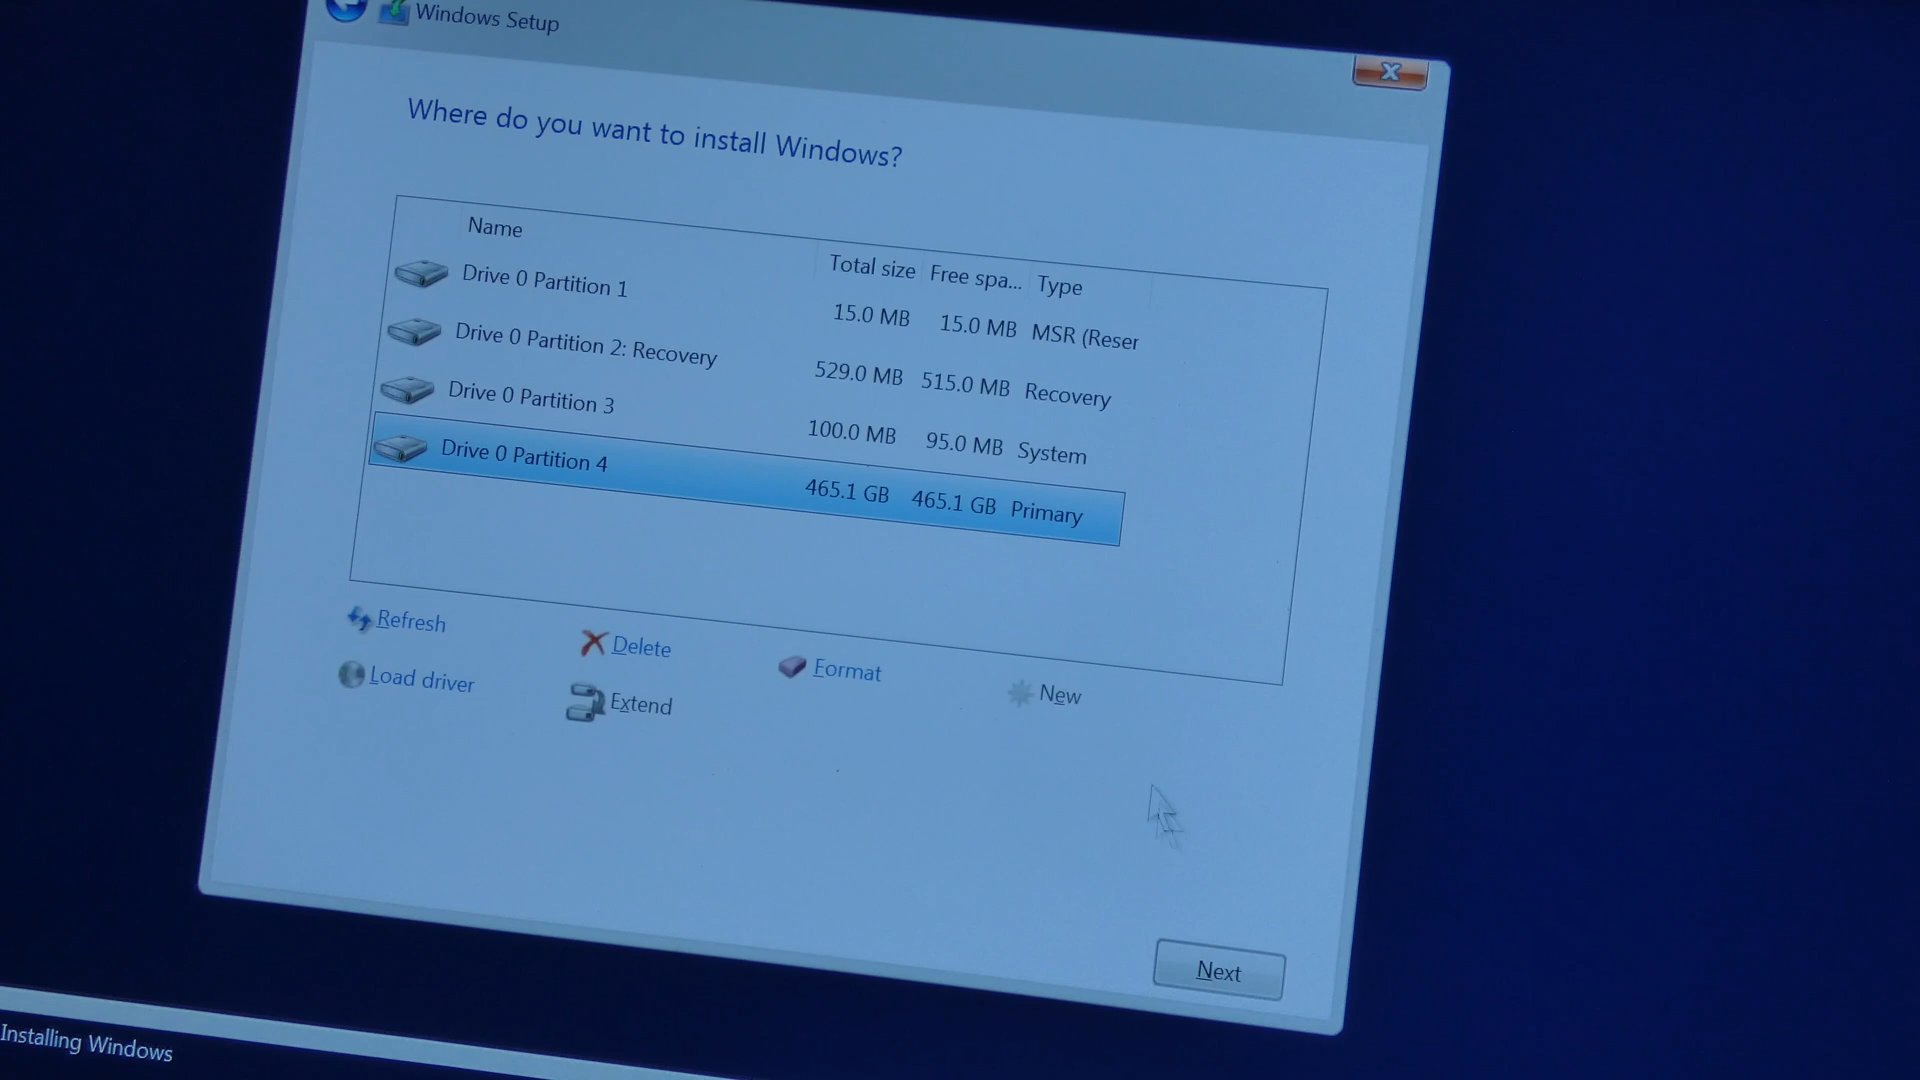 Windows Setup
Where do you want to install Windows?
Name Total size Free spa... Type
Drive 0 Partition 1 15.0 MB 15.0 MB MSR (Reser
Drive 0 Partition 2: Recovery 529.0 MB 515.0 MB Recovery
Drive 0 Partition 3 100.0 MB 95.0 MB System
Drive 0 Partition 4 465.1 GB 465.1 GB Primary
Refresh Delete Format New
Load driver Extend
Next
Installing Windows